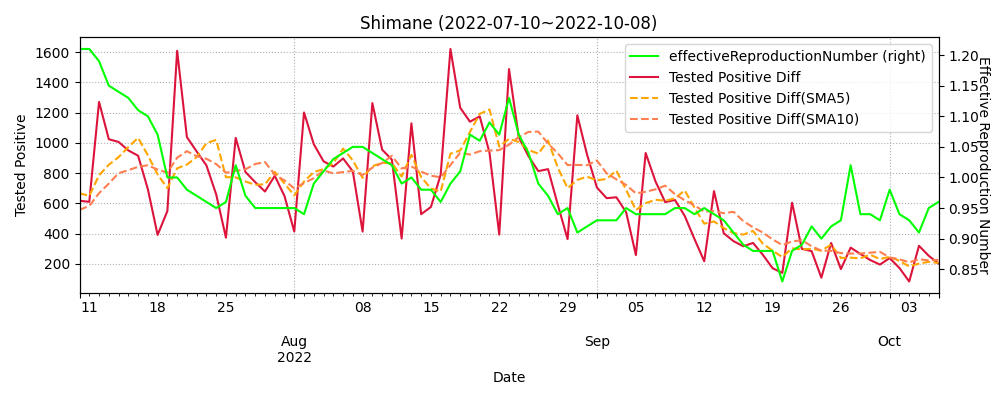 Shimane (2022-07-10~2022-10-08)
effectiveReproductionNumber (right)
Tested Positive Diff
Tested Positive Diff(SMA5)
Tested Positive Diff(SMA10)
Tested Positive
1600
1400
1200
1000
800
600
400
200
1.20
1.15
1.10
1.05
1.00
0.95
0.90
0.85
Effective Reproduction Number
11 18 25 08 15 22 29 05 12 19 26 03
Aug Sep Oct
2022
Date